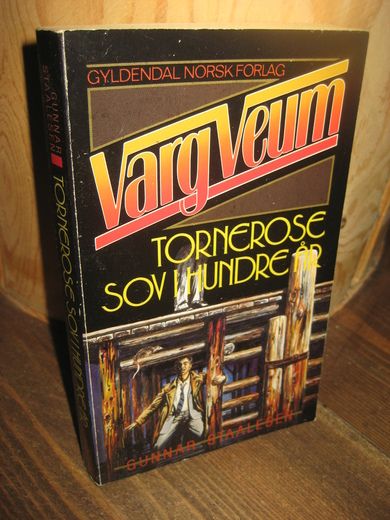 GYLDENDAL NORSK FORLAG
Varg Veum
TORNEROSE
SOV I HUNDRE ÅR
GUNNAR STAALESEN
GUNNAR
STAALESEN
TORNEROSE SOV I HUNDRE ÅR